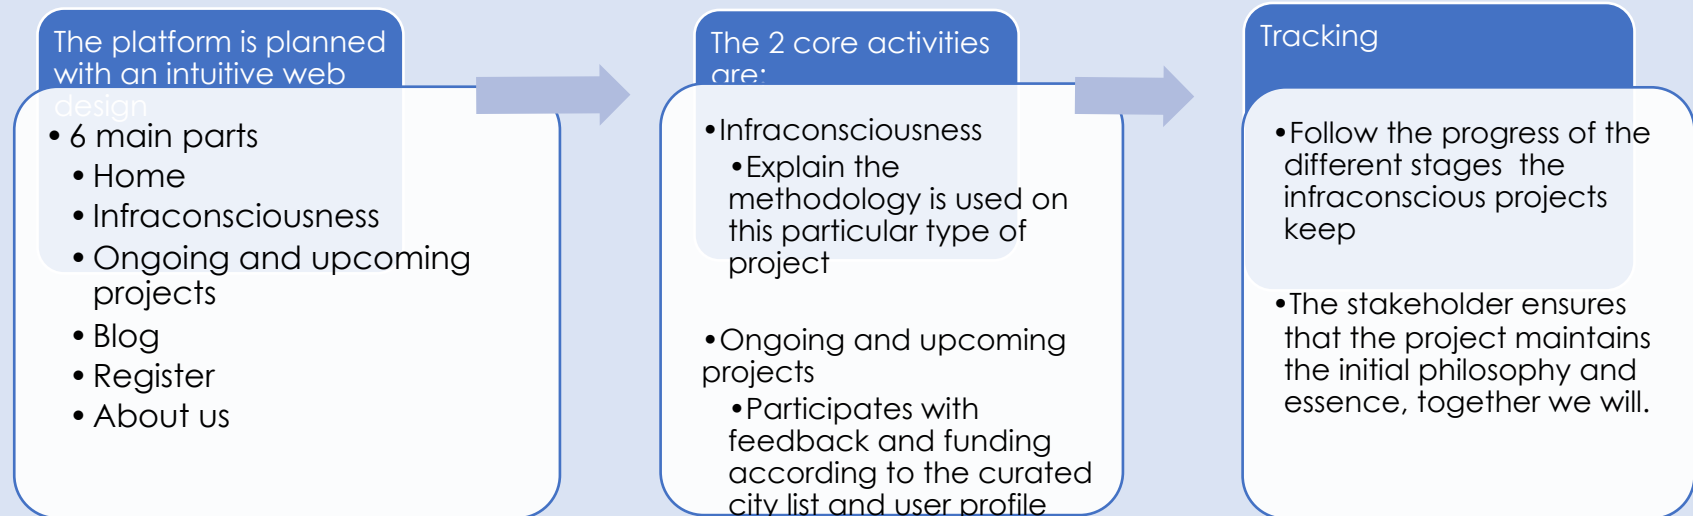 The platform is planned
with an intuitive web
design
• 6 main parts
• Home
• Infraconsciousness
• Ongoing and upcoming
projects
• Blog
• Register
• About us
The 2 core activities
are:
•Infraconsciousness
•Explain the
methodology is used on
this particular type of
project
•Ongoing and upcoming
projects
•Participates with
feedback and funding
according to the curated
city list and user profile
Tracking
•Follow the progress of the
different stages  the
infraconscious projects
keep
•The stakeholder ensures
that the project maintains
the initial philosophy and
essence, together we will.